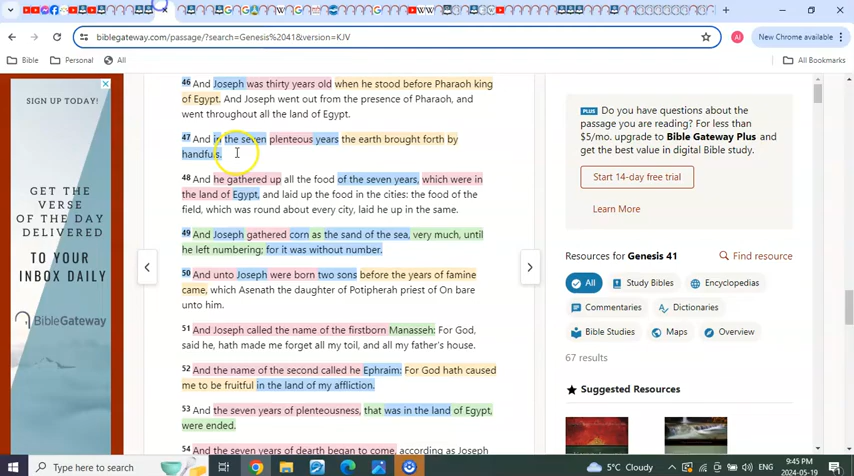 New Chrome available
biblegateway.com/passage/?search=Genesis%2041&version=KJV
Bible
Personal
All
All Bookmarks
SIGN UP TODAY!
GET THE
VERSE
OF THE DAY
DELIVERED
TO YOUR
INBOX DAILY
BIBLEGATEWAY
46 And Joseph was thirty years old when he stood before Pharaoh king
of Egypt. And Joseph went out from the presence of Pharaoh, and
went throughout all the land of Egypt.
47 And in the seven plenteous years the earth brought forth by
handfuls.
48 And he gathered up all the food of the seven years, which were in
the land of Egypt, and laid up the food in the cities: the food of the
field, which was round about every city, laid he up in the same.
49 And Joseph gathered corn as the sand of the sea, very much, until
he left numbering; for it was without number.
50 And unto Joseph were born two sons before the years of famine
came, which Asenath the daughter of Potipherah priest of On bare
unto him.
51 And Joseph called the name of the firstborn Manasseh: For God,
said he, hath made me forget all my toil, and all my father's house.
52 And the name of the second called he Ephraim: For God hath caused
me to be fruitful in the land of my affliction.
53 And the seven years of plenteousness, that was in the land of Egypt,
were ended.
54 And the seven years of dearth began to come, according as Joseph
PLUS Do you have questions about the
passage you are reading? For less than
$5/mo. upgrade to Bible Gateway Plus and
get the best value in digital Bible study.
Start 14-day free trial
Learn More
Resources for Genesis 41
Find resource
All
Study Bibles
Encyclopedias
Commentaries
Dictionaries
Bible Studies
Maps
Overview
67 results
Suggested Resources
Type here to search
5°C Cloudy
9:45 PM
2024-05-19